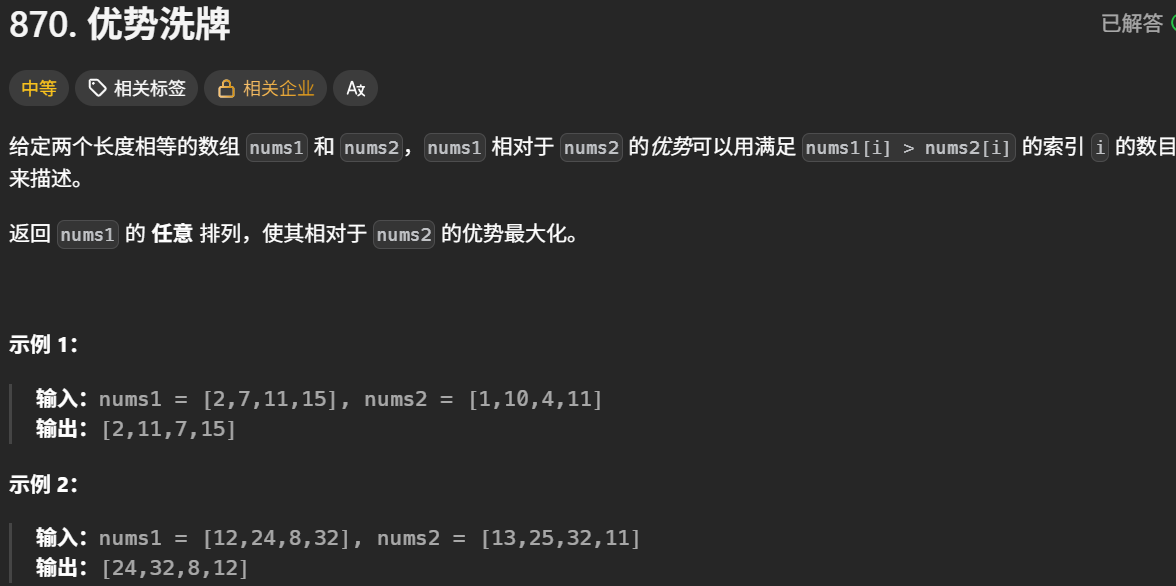 870. 优势洗牌
已解答
中等 相关标签 相关企业 Ax
给定两个长度相等的数组 nums1 和 nums2，nums1 相对于 nums2 的优势可以用满足 nums1[i] > nums2[i] 的索引 i 的数目
来描述。
返回 nums1 的 任意 排列，使其相对于 nums2 的优势最大化。
示例 1：
输入：nums1 = [2,7,11,15], nums2 = [1,10,4,11]
输出：[2,11,7,15]
示例 2：
输入：nums1 = [12,24,8,32], nums2 = [13,25,32,11]
输出：[24,32,8,12]